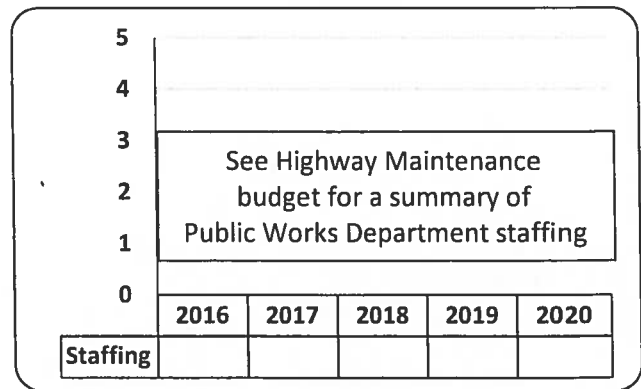 5
4
3
See Highway Maintenance
2
budget for a summary of
Public Works Department staffing
1
0
2016 2017 2018 2019 2020
Staffing